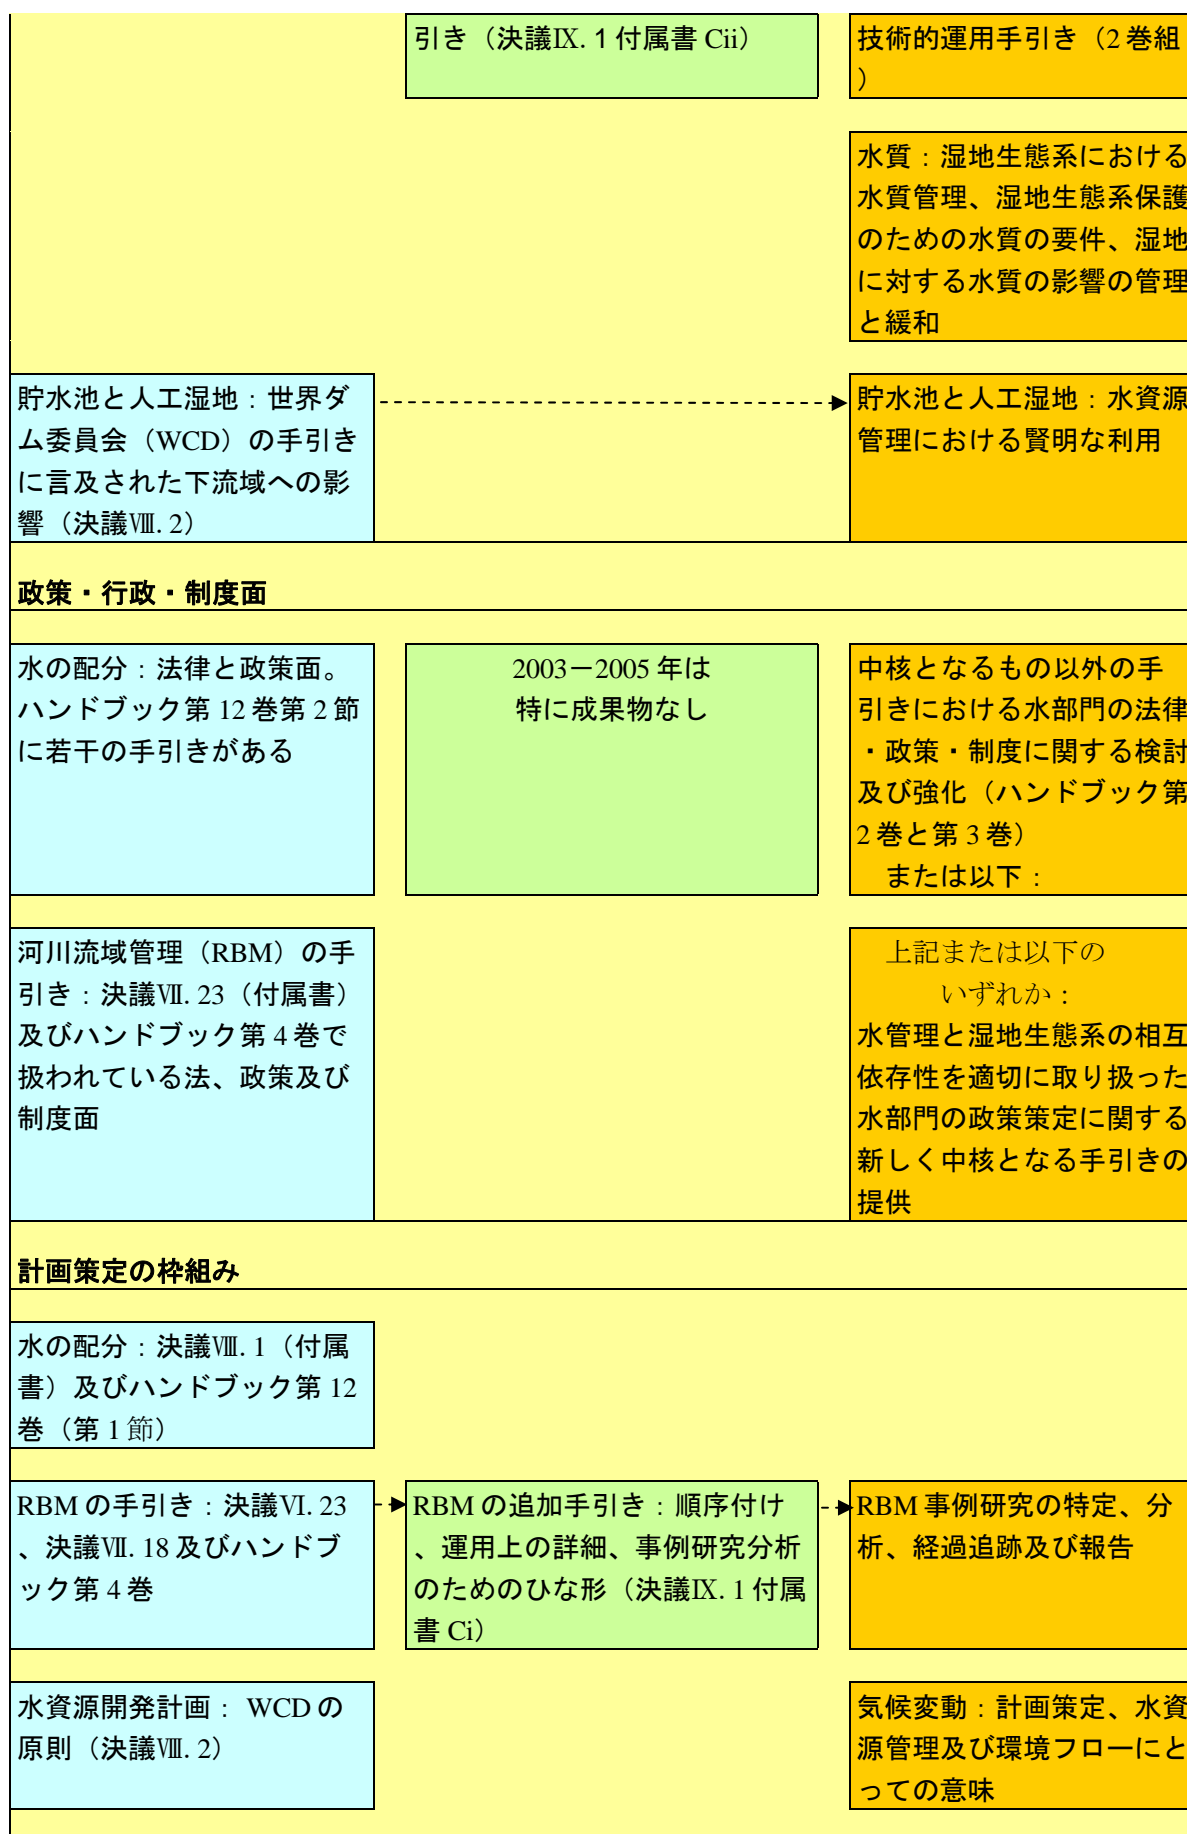 引き（決議Ⅸ. 1 付属書 Cii）
技術的運用手引き（2 巻組
）
水質：湿地生態系における
水質管理、湿地生態系保護
のための水質の要件、湿地
に対する水質の影響の管理
と緩和
貯水池と人工湿地：世界ダ
ム委員会（WCD）の手引き
に言及された下流域への影
響（決議Ⅷ. 2）
貯水池と人工湿地：水資源
管理における賢明な利用
政策・行政・制度面
水の配分：法律と政策面。
ハンドブック第 12 巻第 2 節
に若干の手引きがある
2003－2005 年は
特に成果物なし
中核となるもの以外の手
引きにおける水部門の法律
・政策・制度に関する検討
及び強化（ハンドブック第
2 巻と第 3 巻）
または以下：
河川流域管理（RBM）の手
引き：決議Ⅶ. 23（付属書）
及びハンドブック第 4 巻で
扱われている法、政策及び
制度面
上記または以下の
いずれか：
水管理と湿地生態系の相互
依存性を適切に取り扱った
水部門の政策策定に関する
新しく中核となる手引きの
提供
計画策定の枠組み
水の配分：決議Ⅷ. 1（付属
書）及びハンドブック第 12
巻（第 1 節）
RBM の手引き：決議Ⅵ. 23
、決議Ⅶ. 18 及びハンドブ
ック第 4 巻
RBM の追加手引き：順序付け
、運用上の詳細、事例研究分析
のためのひな形（決議Ⅸ. 1 付属
書 Ci）
RBM 事例研究の特定、分
析、経過追跡及び報告
水資源開発計画： WCD の
原則（決議Ⅷ. 2）
気候変動：計画策定、水資
源管理及び環境フローにと
っての意味